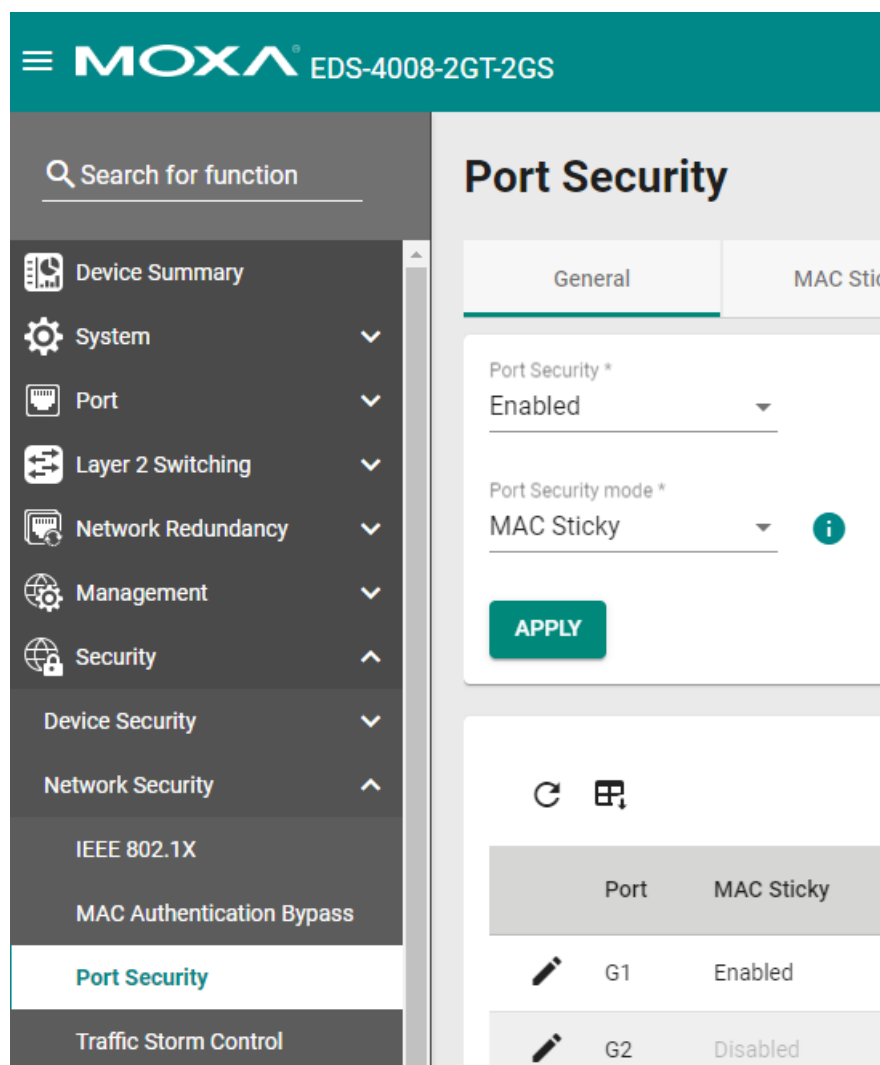 MOXA® EDS-4008-2GT-2GS
Search for function
Device Summary
System
Port
Layer 2 Switching
Network Redundancy
Management
Security
Device Security
Network Security
IEEE 802.1X
MAC Authentication Bypass
Port Security
Traffic Storm Control
Port Security
General MAC
Port Security *
Enabled
Port Security mode *
MAC Sticky
i
APPLY
Port MAC Sticky
G1 Enabled
G2 Disabled